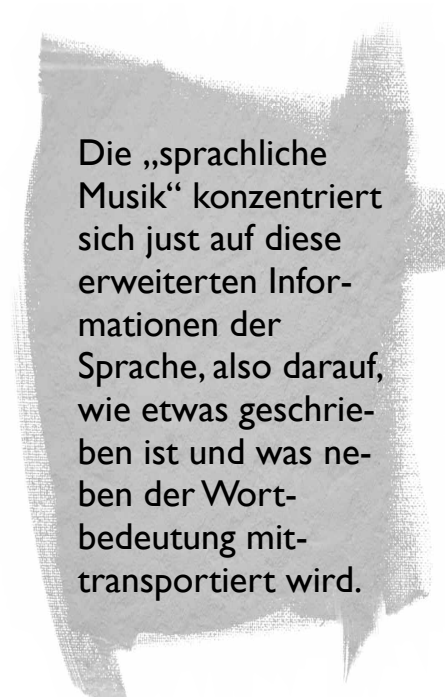 Die „sprachliche
Musik“ konzentriert
sich just auf diese
erweiterten Infor-
mationen der
Sprache, also darauf,
wie etwas geschrie-
ben ist und was ne-
ben der Wort-
bedeutung mit-
transportiert wird.